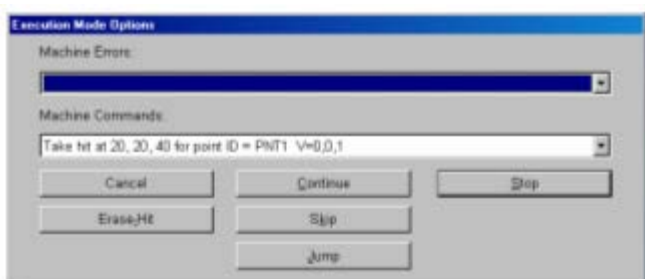 Execution Mode Options
Machine Errors:
Machine Commands:
Take hit at 20, 20, 40 for point ID = PNT1 V=0,0,1
Cancel
Continue
Stop
Erase Hit
Skip
Jump